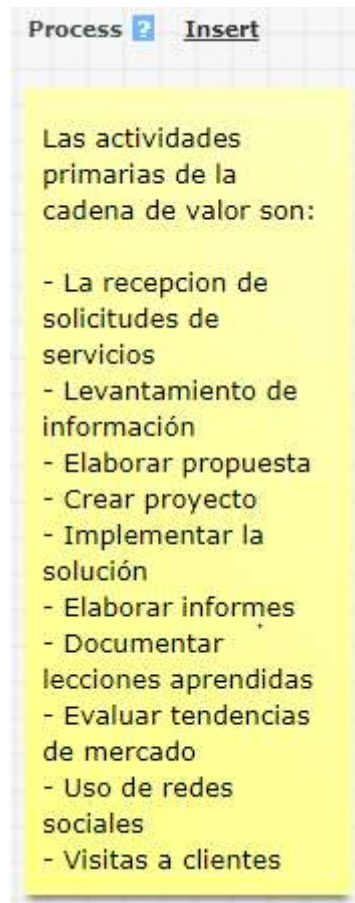 Process ? Insert
Las actividades
primarias de la
cadena de valor son:
- La recepcion de
solicitudes de
servicios
- Levantamiento de
información
- Elaborar propuesta
- Crear proyecto
- Implementar la
solución
- Elaborar informes
- Documentar
lecciones aprendidas
- Evaluar tendencias
de mercado
- Uso de redes
sociales
- Visitas a clientes